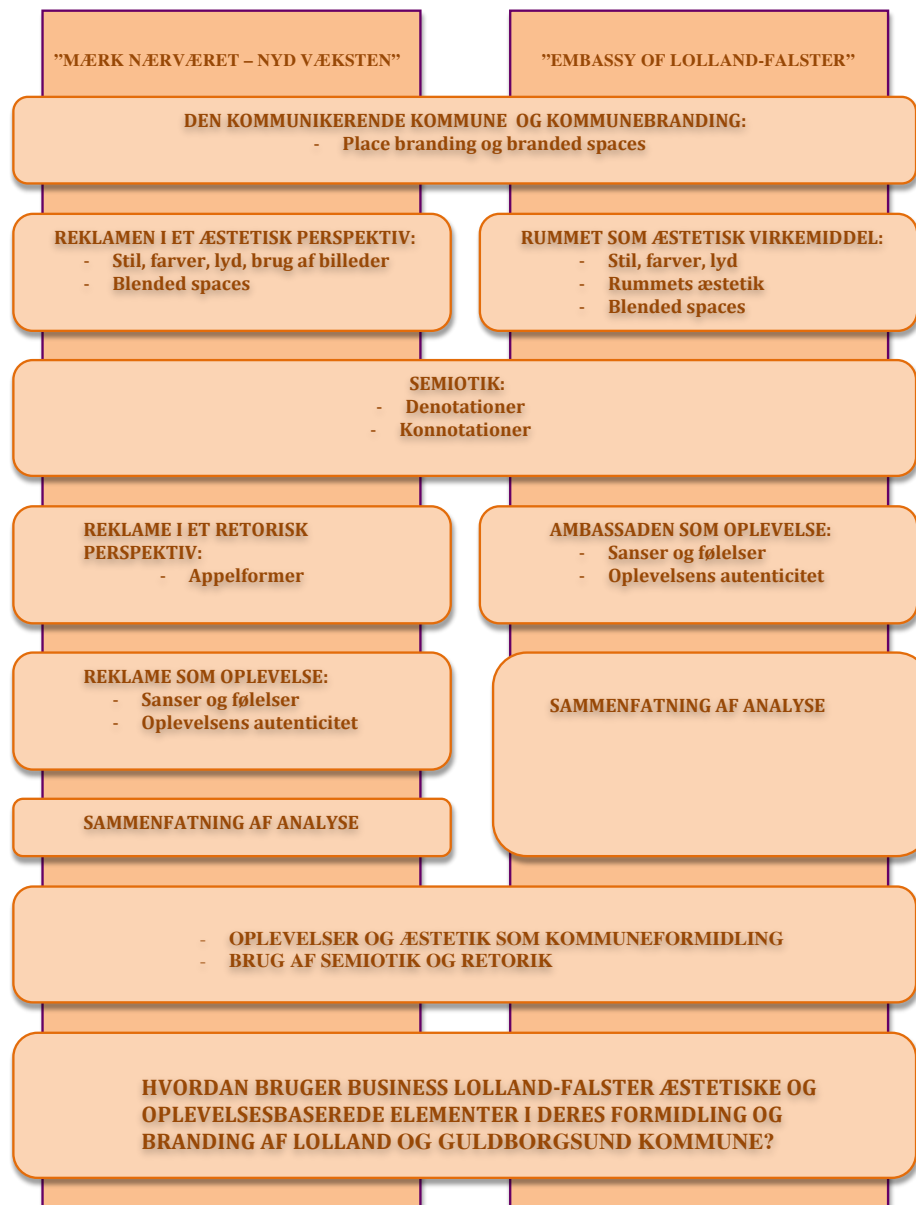 ”MÆRK NÆRVÆRET – NYD VÆKSTEN”
”EMBASSY OF LOLLAND-FALSTER”
DEN KOMMUNIKERENDE KOMMUNE OG KOMMUNEBRANDING:
- Place branding og branded spaces
REKLAMEN I ET ÆSTETISK PERSPEKTIV:
- Stil, farver, lyd, brug af billeder
- Blended spaces
RUMMET SOM ÆSTETISK VIRKEMIDDEL:
- Stil, farver, lyd
- Rummets æstetik
- Blended spaces
SEMIOTIK:
- Denotationer
- Konnotationer
REKLAME I ET RETORISK
PERSPEKTIV:
- Appelformer
AMBASSADEN SOM OPLEVELSE:
- Sanser og følelser
- Oplevelsens autenticitet
REKLAME SOM OPLEVELSE:
- Sanser og følelser
- Oplevelsens autenticitet
SAMMENFATNING AF ANALYSE
SAMMENFATNING AF ANALYSE
- OPLEVELSER OG ÆSTETIK SOM KOMMUNEFORMIDLING
- BRUG AF SEMIOTIK OG RETORIK
HVORDAN BRUGER BUSINESS LOLLAND-FALSTER ÆSTETISKE OG
OPLEVELSESBASEREDE ELEMENTER I DERES FORMIDLING OG
BRANDING AF LOLLAND OG GULDBORGSUND KOMMUNE?